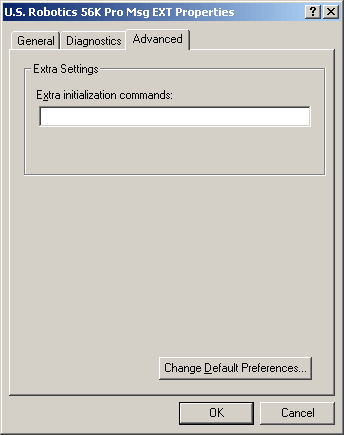 U.S. Robotics 56K Pro Msg EXT Properties
General Diagnostics Advanced
Extra Settings
Extra initialization commands:
Change Default Preferences...
OK Cancel